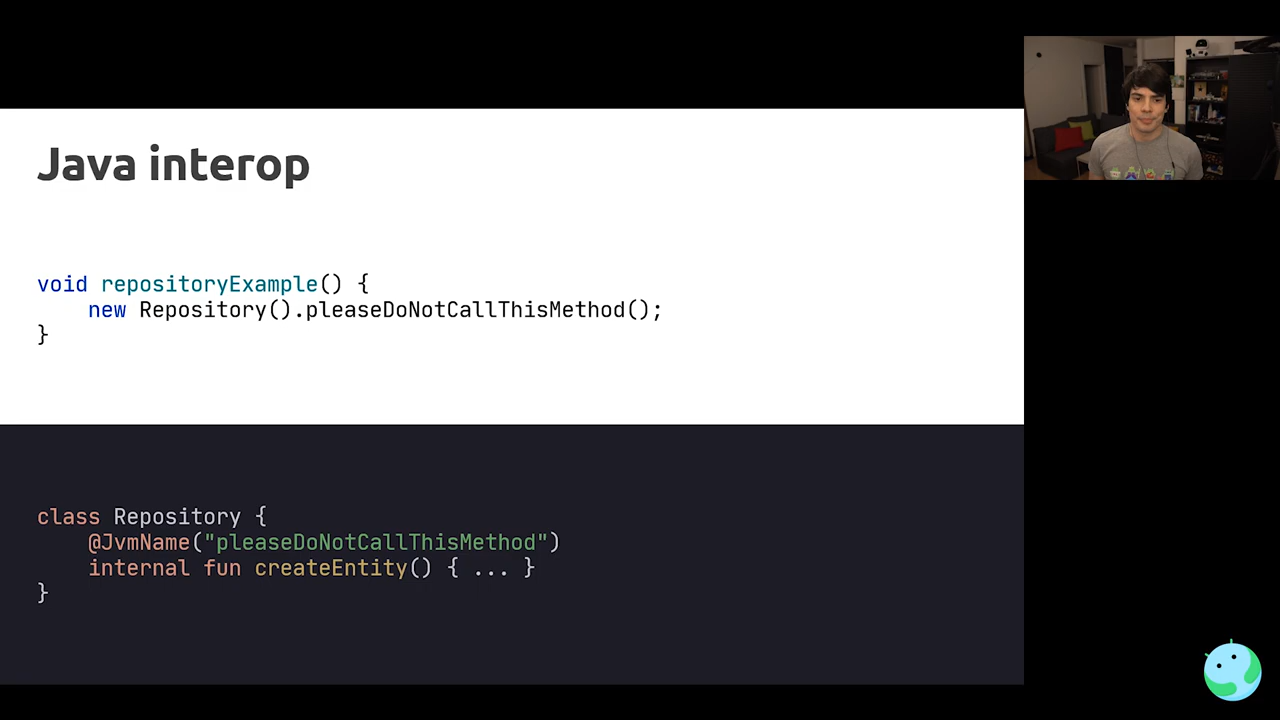 Java interop
void repositoryExample() {
    new Repository().pleaseDoNotCallThisMethod();
}
class Repository {
    @JvmName("pleaseDoNotCallThisMethod")
    internal fun createEntity() { ... }
}